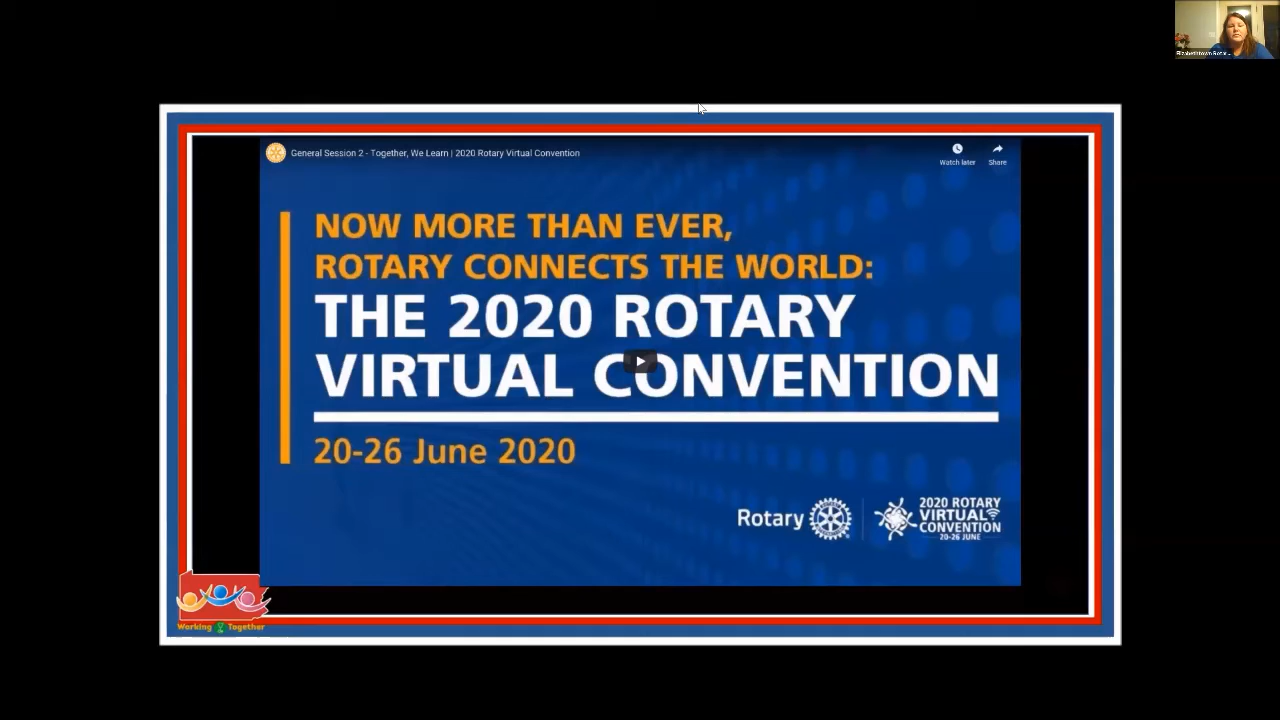 General Session 2 - Together, We Learn | 2020 Rotary Virtual Convention
Watch later
Share
NOW MORE THAN EVER,
ROTARY CONNECTS THE WORLD:
THE 2020 ROTARY
VIRTUAL CONVENTION
20-26 June 2020
Rotary
2020 ROTARY
VIRTUAL
CONVENTION
20-26 JUNE
Working Together